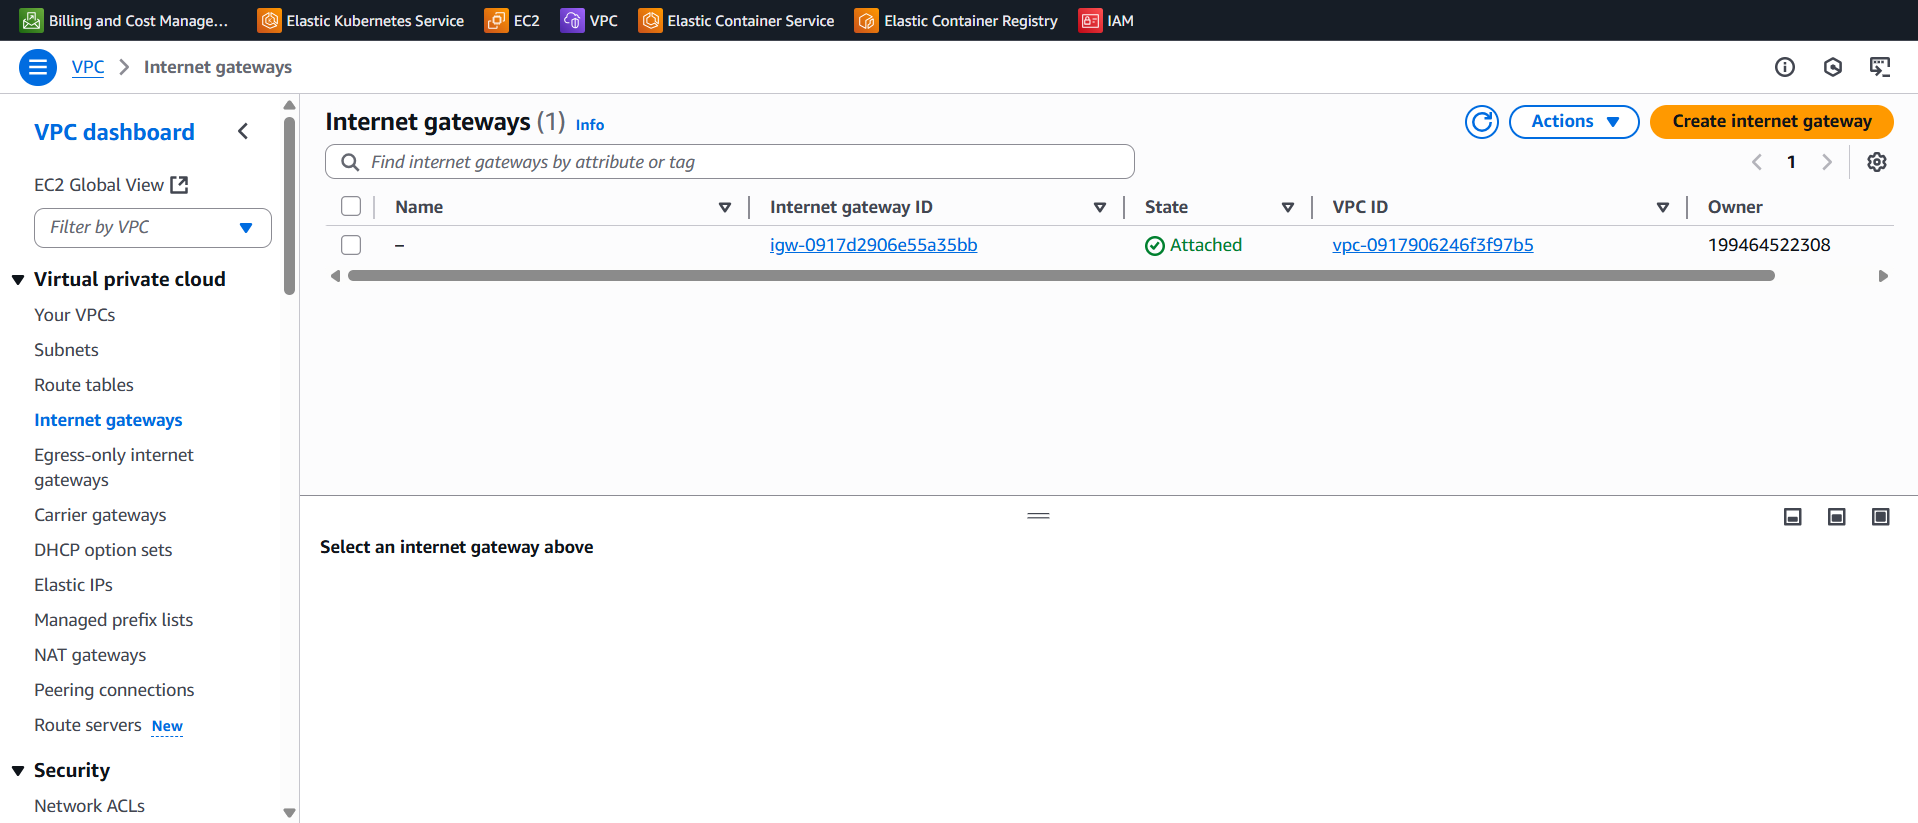 Billing and Cost Manage... Elastic Kubernetes Service EC2 VPC Elastic Container Service Elastic Container Registry IAM
VPC Internet gateways
VPC dashboard
EC2 Global View
Filter by VPC
Virtual private cloud
Your VPCs
Subnets
Route tables
Internet gateways
Egress-only internet
gateways
Carrier gateways
DHCP option sets
Elastic IPs
Managed prefix lists
NAT gateways
Peering connections
Route servers New
Security
Network ACLs
Internet gateways (1) Info
Actions
Create internet gateway
Find internet gateways by attribute or tag
1
Name Internet gateway ID State VPC ID Owner
– igw-0917d2906e55a35bb Attached vpc-0917906246f3f97b5 199464522308
Select an internet gateway above